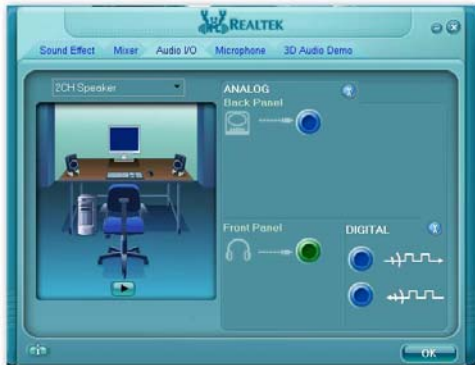 REALTEK
Sound Effect Mixer Audio I/O Microphone 3D Audio Demo
2CH Speaker
ANALOG
Back Panel
Front Panel
DIGITAL
OK